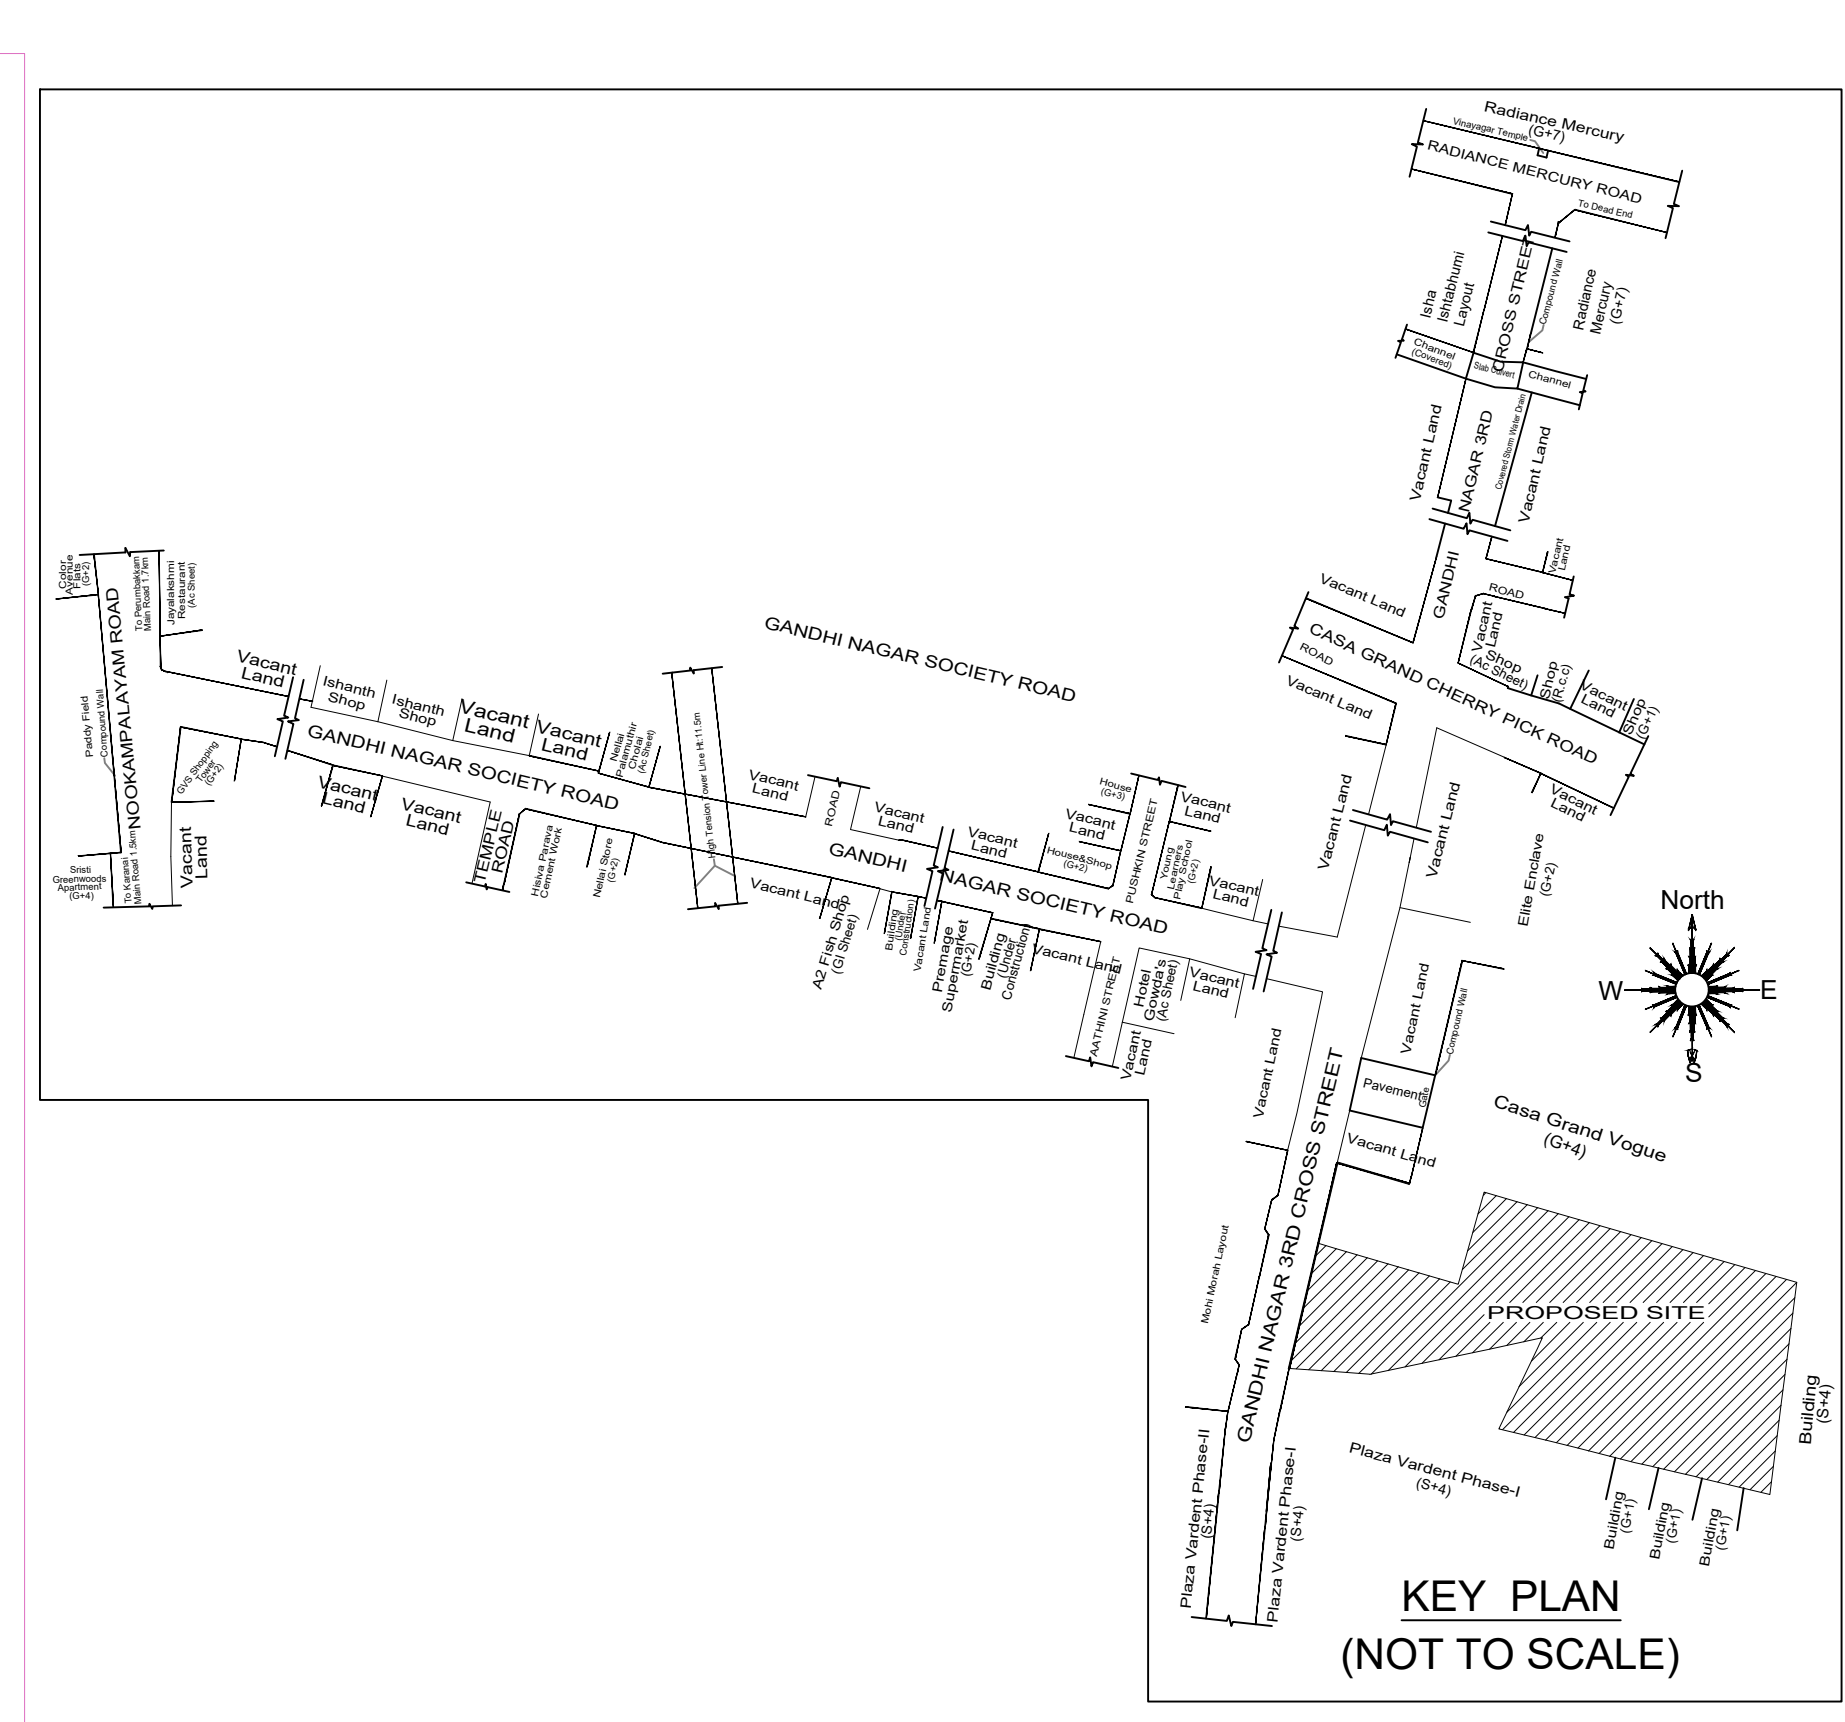 Radiance Mercury
(G+7)
Vinayagar Temple
RADIANCE MERCURY ROAD
To Dead End
CROSS STREET
Compound Wall
Isha
Ishtabhumi
Layout
Radiance
Mercury
(G+7)
Channel
(Covered)
Slab Culvert
Channel
Vacant Land
NAGAR 3RD
Covered Storm Water Drain
Vacant Land
GANDHI
Vacant
Land
ROAD
Vacant Land
CASA GRAND CHERRY PICK ROAD
ROAD
Vacant
Land
Shop
(Ac Sheet)
Shop
(R.c.c)
Vacant
Land
Shop
(G+1)
Vacant Land
Vacant Land
Vacant Land
Vacant
Land
Elite Enclave
(G+2)
Color
Avenue
Flats
(G+2)
To Perumbakkam
Main Road 1.7km
Jayalakshmi
Restaurant
(Ac Sheet)
NOOKAMPALAYAM ROAD
Paddy Field
Compound Wall
GVS Shopping
Tower
(G+2)
Sristi
Greenwoods
Apartment
(G+4)
To Karanai
Main Road 1.5km
Vacant
Land
Vacant
Land
Ishanth
Shop
Ishanth
Shop
Vacant
Land
Vacant
Land
Nellai
Palamuthir
Cholai
(Ac Sheet)
GANDHI NAGAR SOCIETY ROAD
GANDHI NAGAR SOCIETY ROAD
Vacant
Land
Vacant
Land
TEMPLE
ROAD
Hisiva Parava
Cement Work
Nellai Store
(G+2)
High Tension Tower Line Ht:11.5m
Vacant
Land
ROAD
Vacant
Land
GANDHI
Vacant Land
A2 Fish Shop
(GI Sheet)
Building
(Under
Construction)
Vacant Land
Premage
Supermarket
(G+2)
Building
(Under
Construction)
Vacant Land
Vacant
Land
House&Shop
(G+2)
Vacant
Land
House
(G+3)
PUSHKIN STREET
Vacant
Land
Young
Learners
Play School
(G+2)
Vacant
Land
NAGAR SOCIETY ROAD
AATHINI STREET
Hotel
Gowda's
(Ac Sheet)
Vacant
Land
Vacant
Land
Vacant Land
Vacant Land
Compound Wall
Pavement
Gate
Vacant Land
North
W
E
S
Casa Grand Vogue
(G+4)
GANDHI NAGAR 3RD CROSS STREET
Mohi Morah Layout
PROPOSED SITE
Building
(S+4)
Plaza Vardent Phase-II
(S+4)
Plaza Vardent Phase-I
(S+4)
Plaza Vardent Phase-I
(S+4)
Building
(G+1)
Building
(G+1)
Building
(G+1)
KEY PLAN
(NOT TO SCALE)